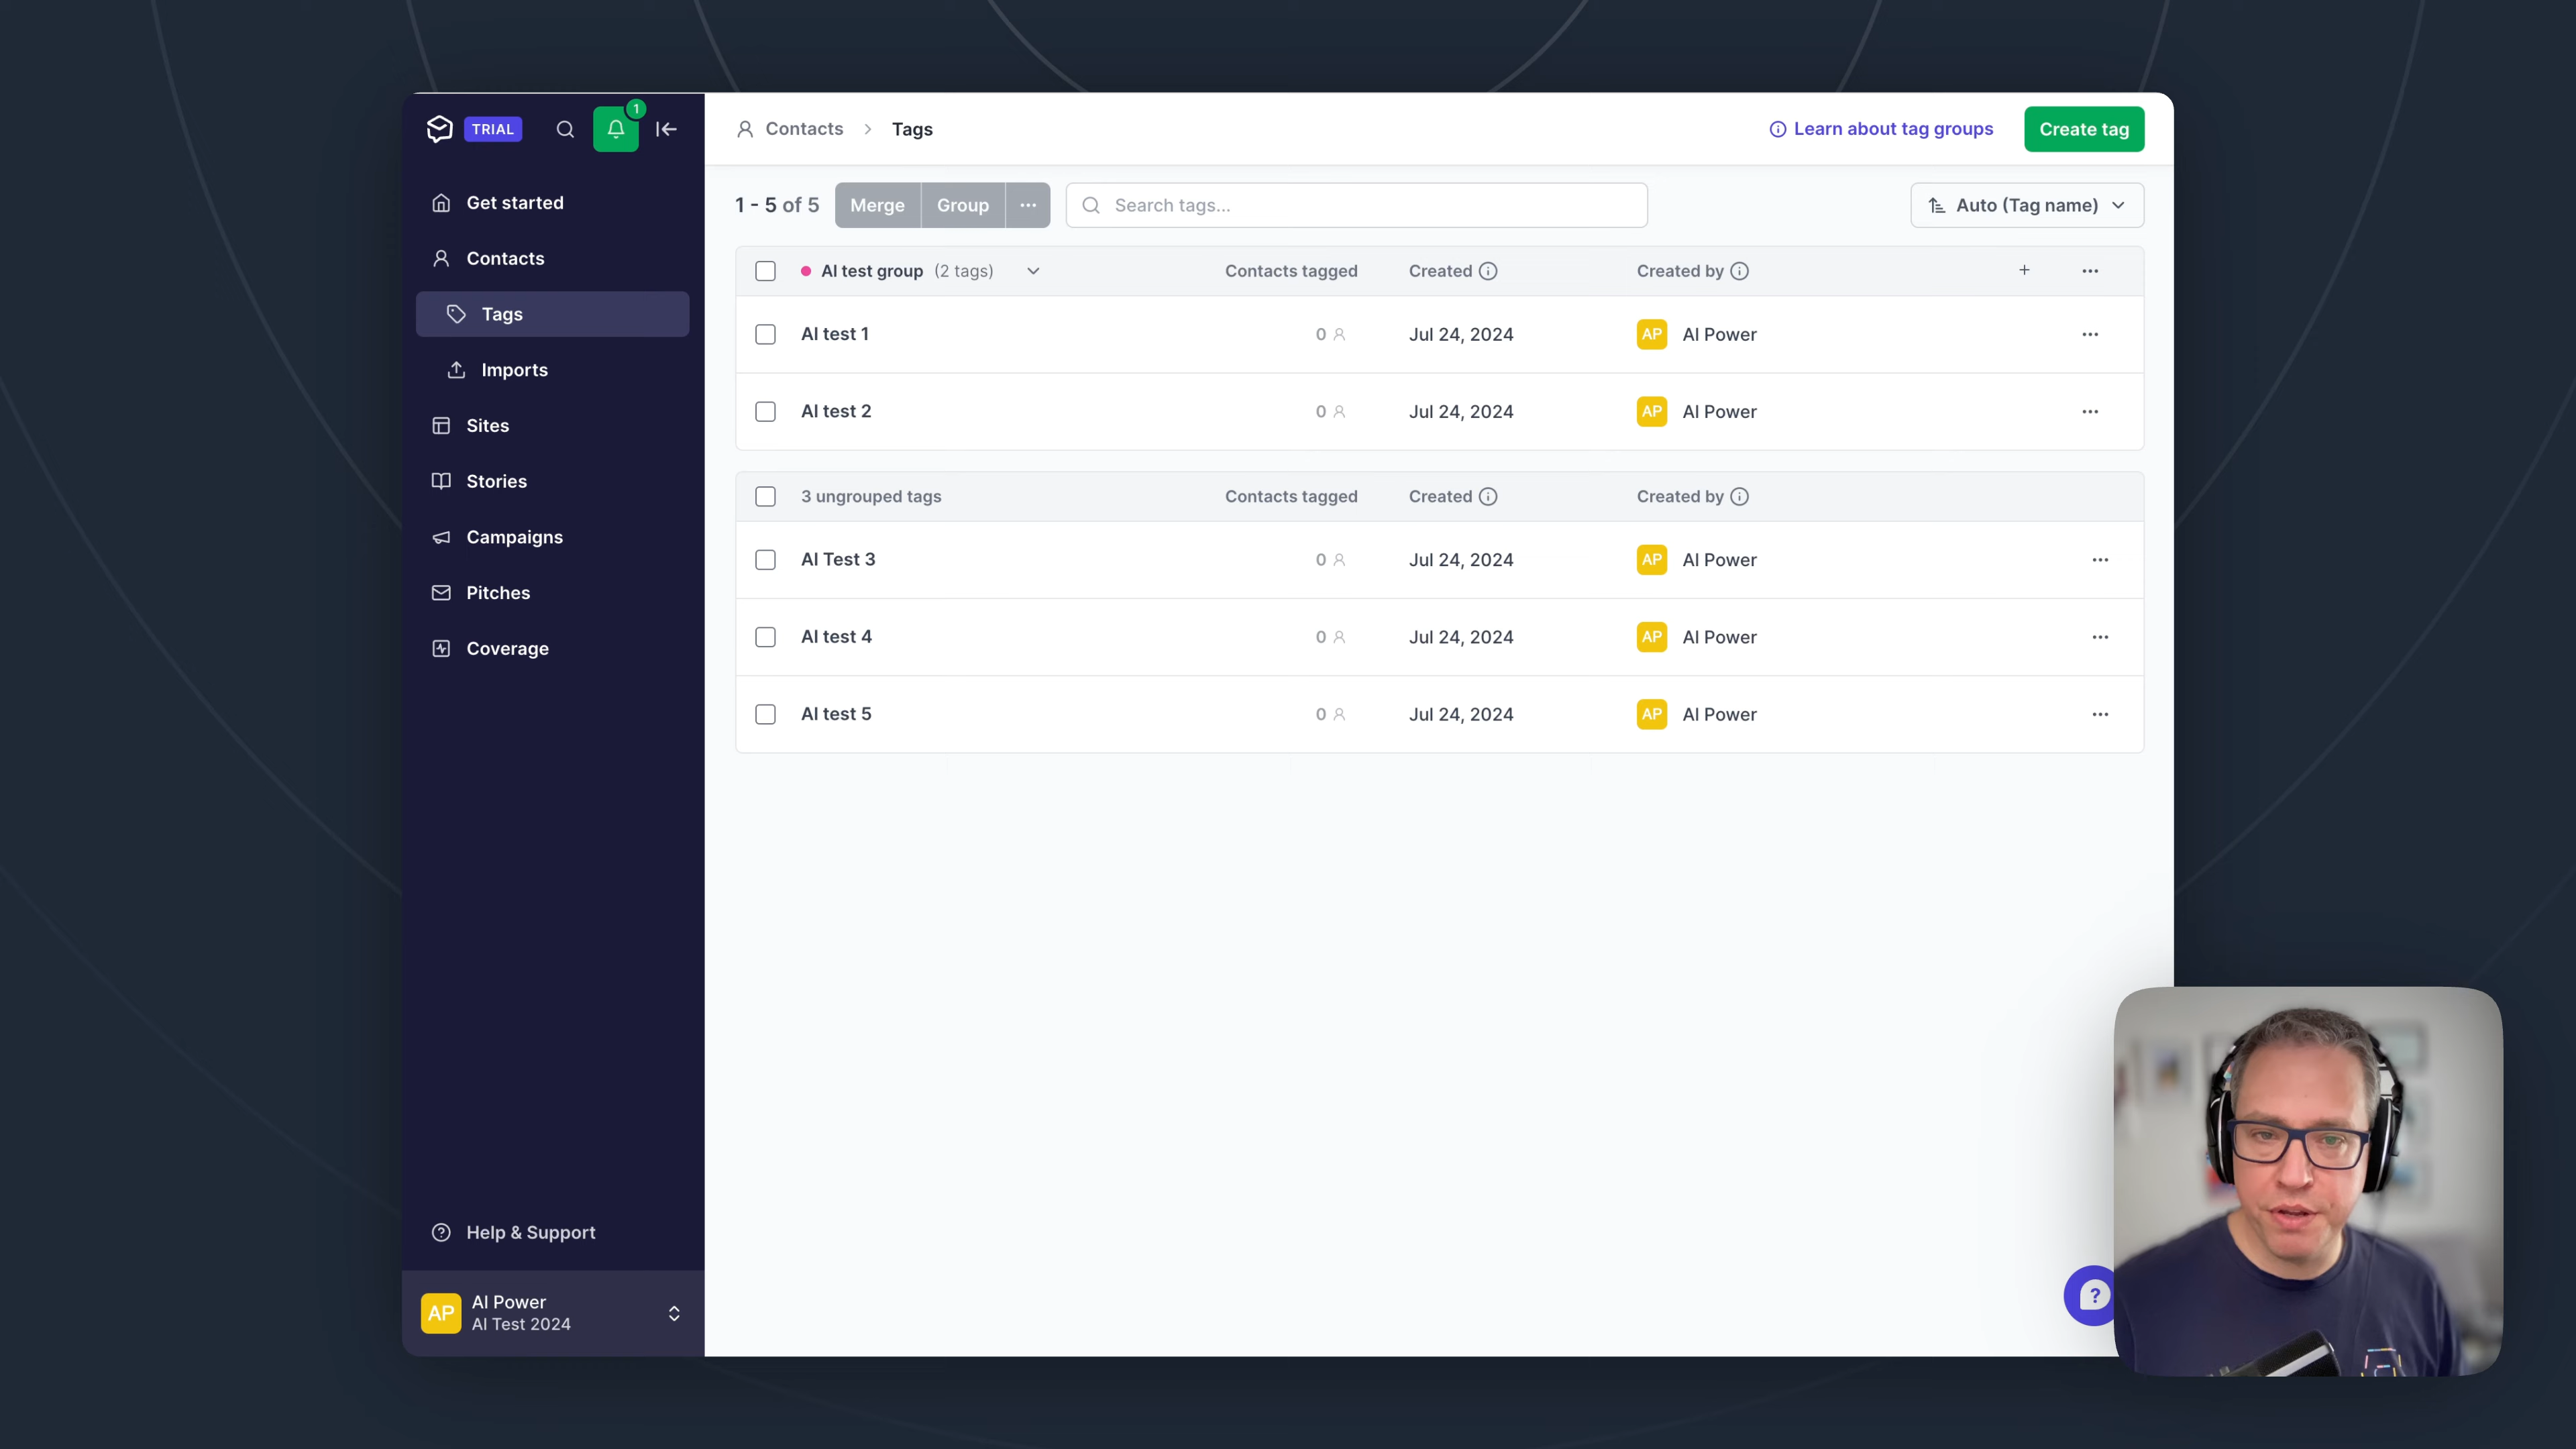 TRIAL
1
Get started
Contacts
Tags
Imports
Sites
Stories
Campaigns
Pitches
Coverage
Help & Support
AP
AI Power
AI Test 2024
Contacts > Tags
Learn about tag groups
Create tag
1 - 5 of 5
Merge
Group
Search tags...
Auto (Tag name)
AI test group (2 tags) Contacts tagged Created Created by
AI test 1 0 Jul 24, 2024 AP AI Power
AI test 2 0 Jul 24, 2024 AP AI Power
3 ungrouped tags Contacts tagged Created Created by
AI Test 3 0 Jul 24, 2024 AP AI Power
AI test 4 0 Jul 24, 2024 AP AI Power
AI test 5 0 Jul 24, 2024 AP AI Power